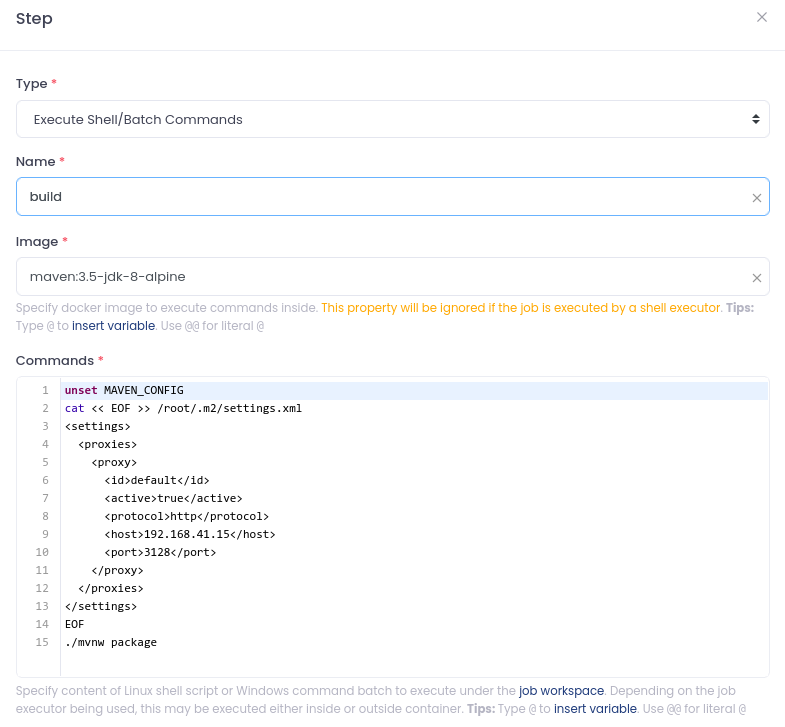 Step
Type *
Execute Shell/Batch Commands
Name *
build
Image *
maven:3.5-jdk-8-alpine
Specify docker image to execute commands inside. This property will be ignored if the job is executed by a shell executor. Tips:
Type @ to insert variable. Use @@ for literal @
Commands *
1 unset MAVEN_CONFIG
2 cat << EOF >> /root/.m2/settings.xml
3 <settings>
4   <proxies>
5     <proxy>
6       <id>default</id>
7       <active>true</active>
8       <protocol>http</protocol>
9       <host>192.168.41.15</host>
10       <port>3128</port>
11     </proxy>
12   </proxies>
13 </settings>
14 EOF
15 ./mvnw package
Specify content of Linux shell script or Windows command batch to execute under the job workspace. Depending on the job
executor being used, this may be executed either inside or outside container. Tips: Type @ to insert variable. Use @@ for literal @